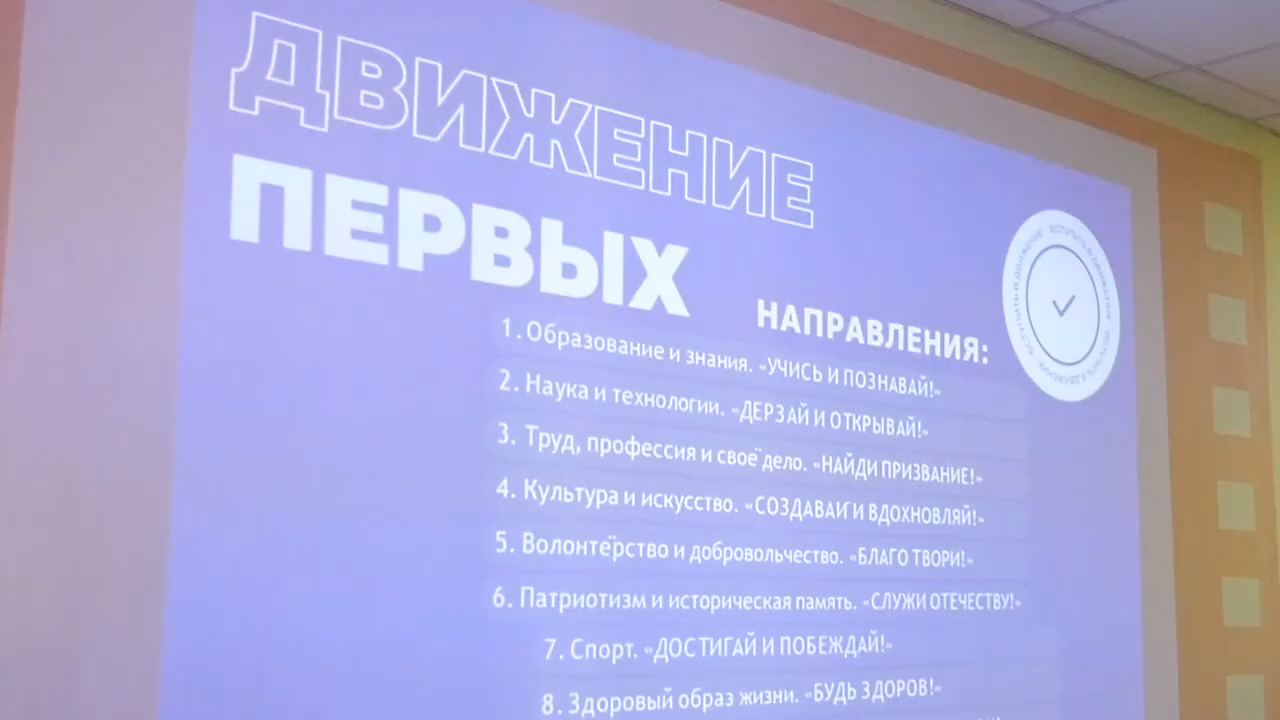 ДВИЖЕНИЕ
ПЕРВЫХ
НАПРАВЛЕНИЯ:
1. Образование и знания. «УЧИСЬ И ПОЗНАВАЙ!»
2. Наука и технологии. «ДЕРЗАЙ И ОТКРЫВАЙ!»
3. Труд, профессия и своё дело. «НАЙДИ ПРИЗВАНИЕ!»
4. Культура и искусство. «СОЗДАВАЙ И ВДОХНОВЛЯЙ!»
5. Волонтёрство и добровольчество. «БЛАГО ТВОРИ!»
6. Патриотизм и историческая память. «СЛУЖИ ОТЕЧЕСТВУ!»
7. Спорт. «ДОСТИГАЙ И ПОБЕЖДАЙ!»
8. Здоровый образ жизни. «БУДЬ ЗДОРОВ!»
ВСТУПИТЬ В ДВИЖЕНИЕ